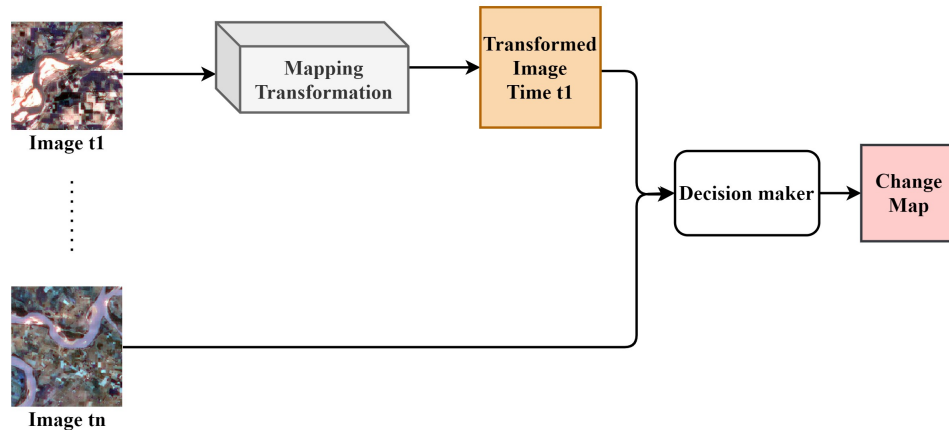 Image t1
Mapping
Transformation
Transformed
Image
Time t1
Decision maker
Change
Map
Image tn